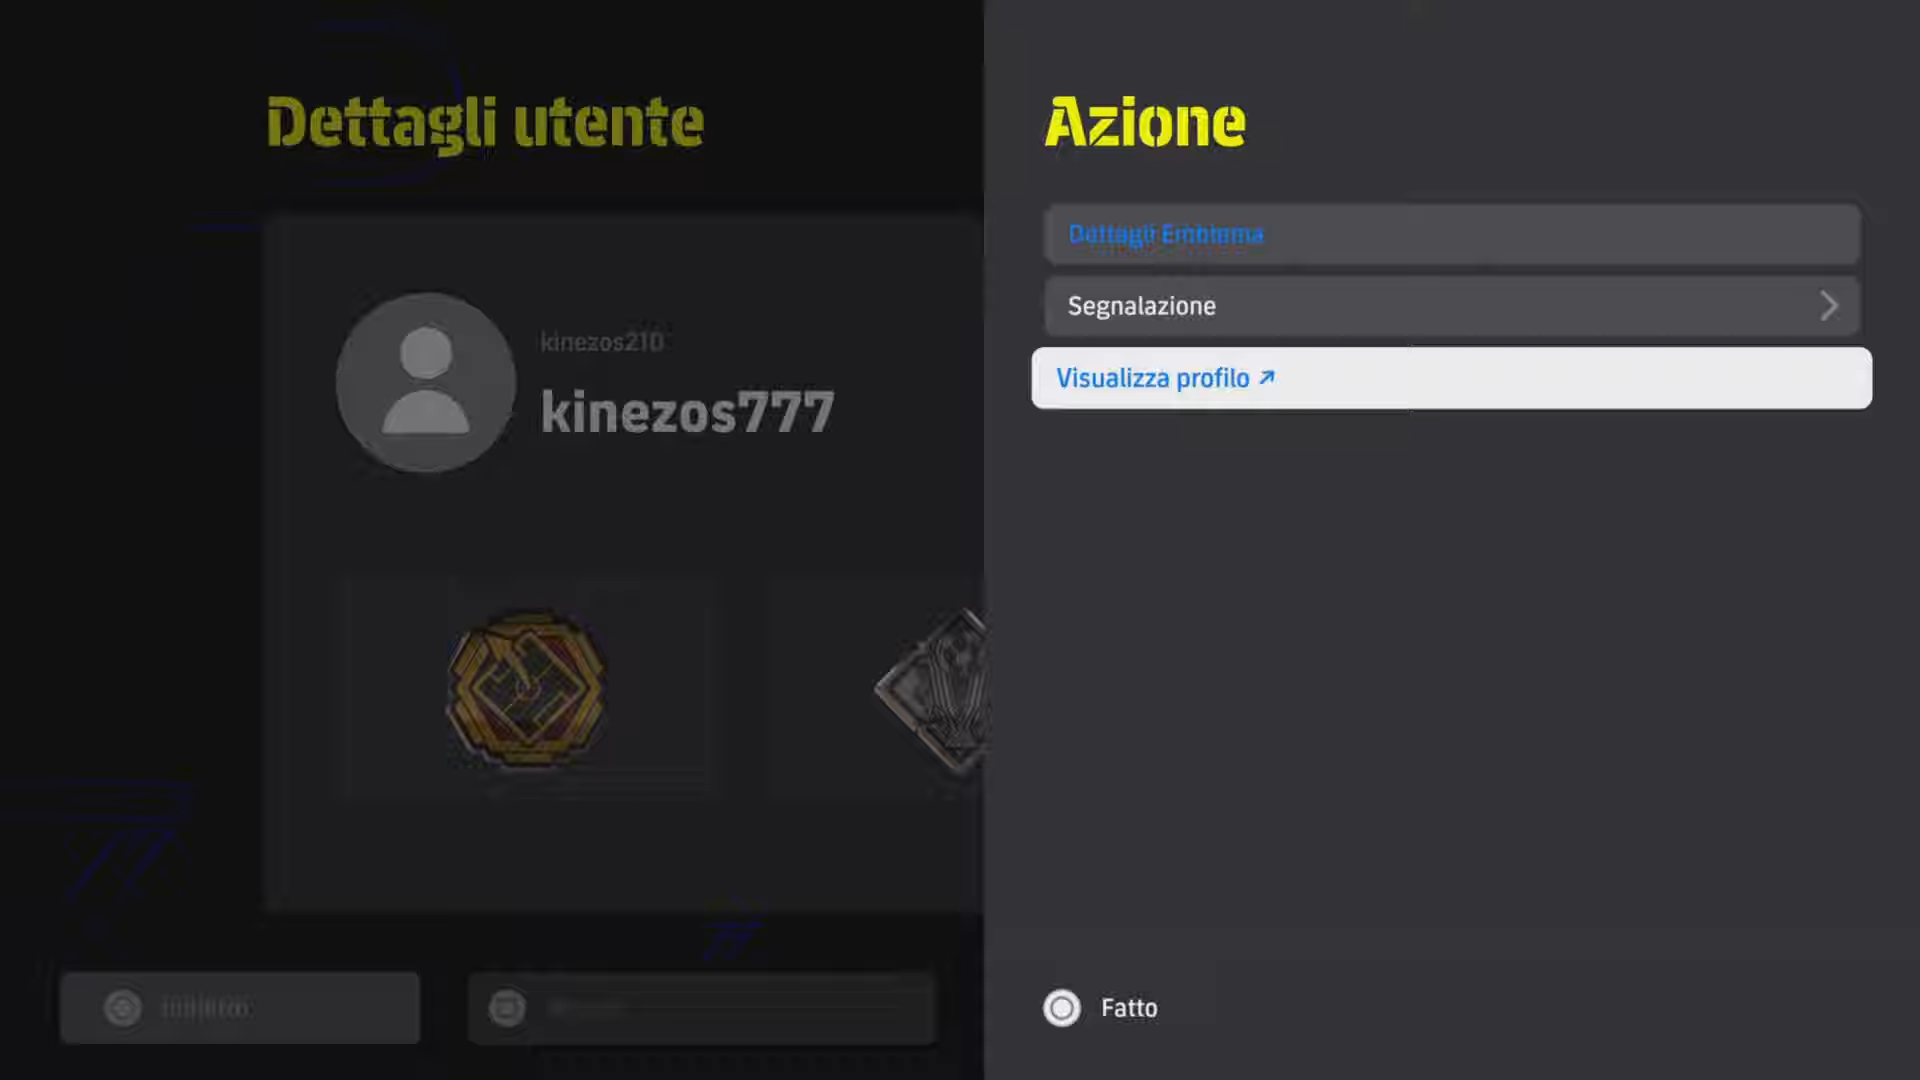 Dettagli utente
kinezos210
kinezos777
Azione
Dettagli Emblema
Segnalazione
Visualizza profilo
Fatto